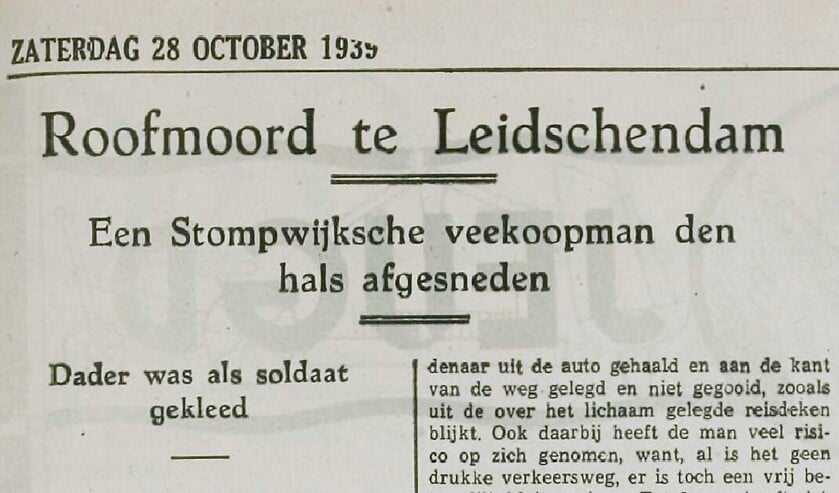 ZATERDAG 28 OCTOBER 1939
Roofmoord te Leidschendam
Een Stompwijksche veekoopman den
hals afgesneden
Dader was als soldaat
gekleed
denaar uit de auto gehaald en aan de kant
van de weg gelegd en niet gegooid, zooals
uit de over het lichaam gelegde reisdeken
blijkt. Ook daarbij heeft de man veel risi-
co op zich genomen, want, al is het geen
drukke verkeersweg, er is toch een vrij be-